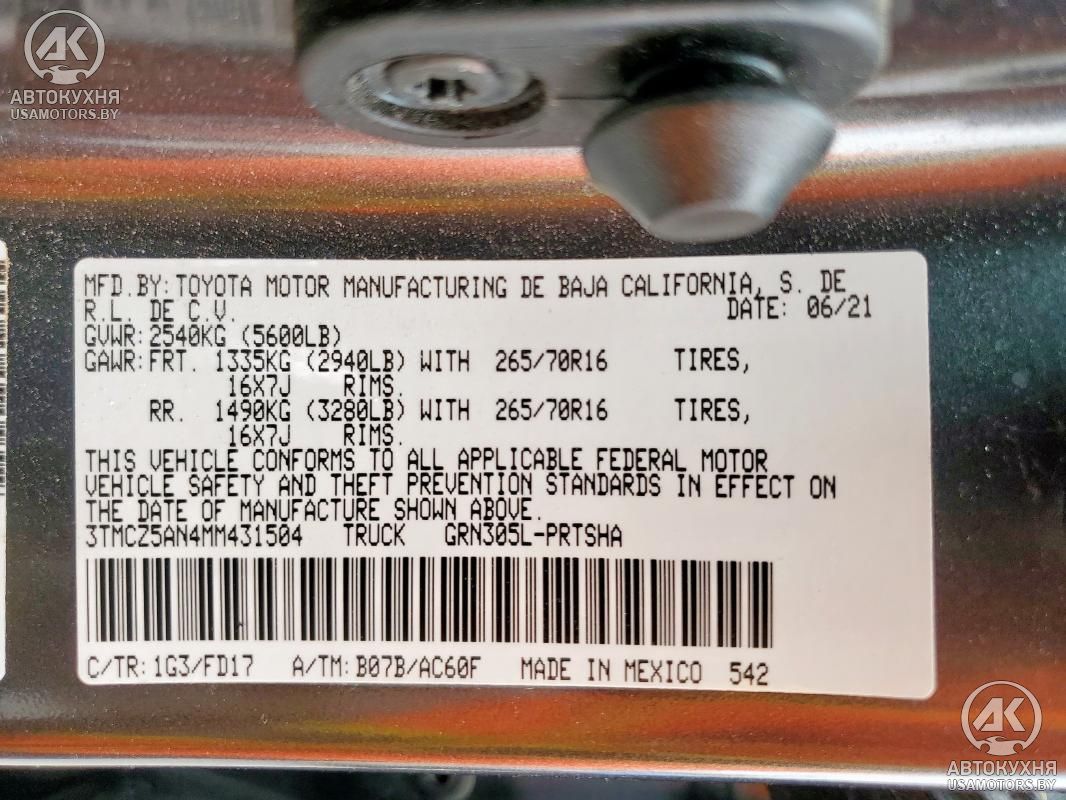 AK
АВТОКУХНЯ
USAMOTORS.BY
MFD.BY:TOYOTA MOTOR MANUFACTURING DE BAJA CALIFORNIA, S. DE
R.L. DE C.V. DATE: 06/21
GVWR:2540KG (5600LB)
GAWR:FRT. 1335KG (2940LB) WITH 265/70R16 TIRES,
16X7J RIMS.
RR. 1490KG (3280LB) WITH 265/70R16 TIRES,
16X7J RIMS.
THIS VEHICLE CONFORMS TO ALL APPLICABLE FEDERAL MOTOR
VEHICLE SAFETY AND THEFT PREVENTION STANDARDS IN EFFECT ON
THE DATE OF MANUFACTURE SHOWN ABOVE.
3TMCZ5AN4MM431504 TRUCK GRN305L-PRTSHA
C/TR:1G3/FD17 A/TM:B07B/AC60F MADE IN MEXICO 542
AK
АВТОКУХНЯ
USAMOTORS.BY